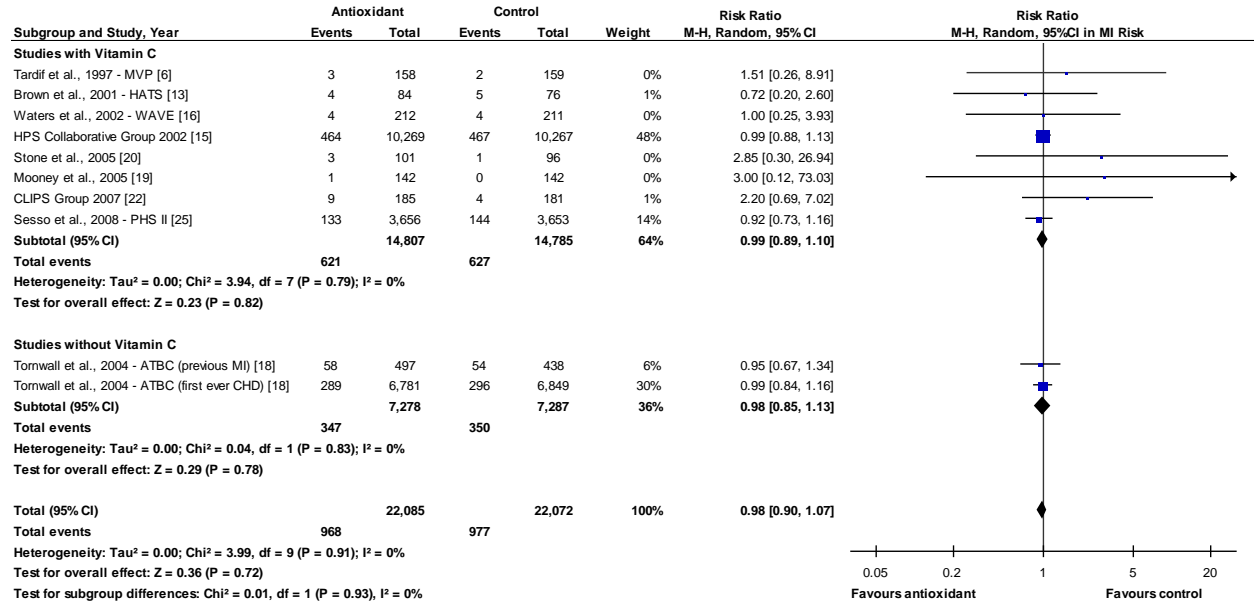 Antioxidant Control Risk Ratio Risk Ratio
Subgroup and Study, Year Events Total Events Total Weight M-H, Random, 95% CI M-H, Random, 95%CI in MI Risk
Studies with Vitamin C
Tardif et al., 1997 - MVP [6] 3 158 2 159 0% 1.51 [0.26, 8.91]
Brown et al., 2001 - HATS [13] 4 84 5 76 1% 0.72 [0.20, 2.60]
Waters et al., 2002 - WAVE [16] 4 212 4 211 0% 1.00 [0.25, 3.93]
HPS Collaborative Group 2002 [15] 464 10,269 467 10,267 48% 0.99 [0.88, 1.13]
Stone et al., 2005 [20] 3 101 1 96 0% 2.85 [0.30, 26.94]
Mooney et al., 2005 [19] 1 142 0 142 0% 3.00 [0.12, 73.03]
CLIPS Group 2007 [22] 9 185 4 181 1% 2.20 [0.69, 7.02]
Sesso et al., 2008 - PHS II [25] 133 3,656 144 3,653 14% 0.92 [0.73, 1.16]
Subtotal (95% CI) 14,807 14,785 64% 0.99 [0.89, 1.10]
Total events 621 627
Heterogeneity: Tau² = 0.00; Chi² = 3.94, df = 7 (P = 0.79); I² = 0%
Test for overall effect: Z = 0.23 (P = 0.82)
Studies without Vitamin C
Tornwall et al., 2004 - ATBC (previous MI) [18] 58 497 54 438 6% 0.95 [0.67, 1.34]
Tornwall et al., 2004 - ATBC (first ever CHD) [18] 289 6,781 296 6,849 30% 0.99 [0.84, 1.16]
Subtotal (95% CI) 7,278 7,287 36% 0.98 [0.85, 1.13]
Total events 347 350
Heterogeneity: Tau² = 0.00; Chi² = 0.04, df = 1 (P = 0.83); I² = 0%
Test for overall effect: Z = 0.29 (P = 0.78)
Total (95% CI) 22,085 22,072 100% 0.98 [0.90, 1.07]
Total events 968 977
Heterogeneity: Tau² = 0.00; Chi² = 3.99, df = 9 (P = 0.91); I² = 0%
Test for overall effect: Z = 0.36 (P = 0.72) 0.05 0.2 1 5 20
Test for subgroup differences: Chi² = 0.01, df = 1 (P = 0.93), I² = 0% Favours antioxidant Favours control